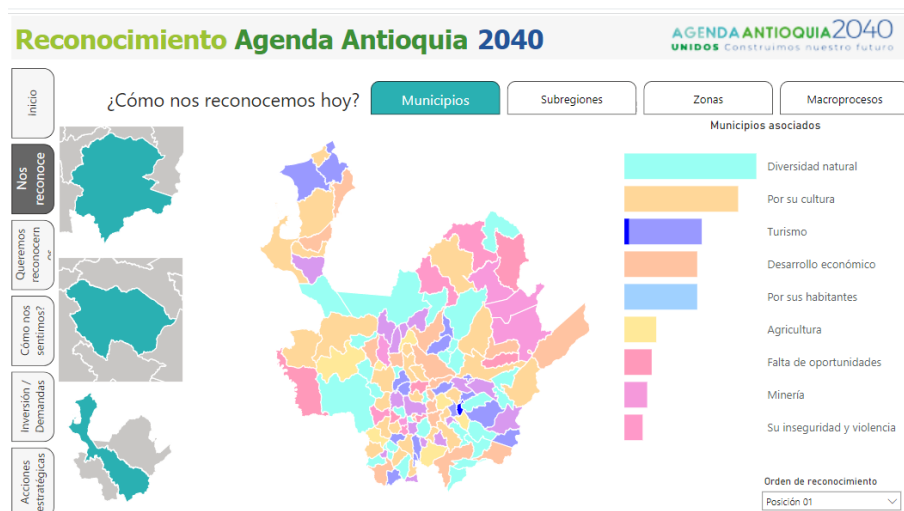 Reconocimiento Agenda Antioquia 2040
AGENDA ANTIOQUIA 2040
UNIDOS Construimos nuestro futuro
Inicio
Nos
reconoce
Queremos
reconocern
Cómo nos
sentimos?
Inversión /
Demandas
Acciones
estratégicas
¿Cómo nos reconocemos hoy?
Municipios
Subregiones
Zonas
Macroprocesos
Municipios asociados
Diversidad natural
Por su cultura
Turismo
Desarrollo económico
Por sus habitantes
Agricultura
Falta de oportunidades
Minería
Su inseguridad y violencia
Orden de reconocimiento
Posición 01